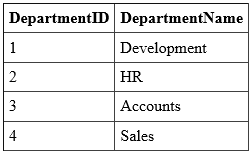 DepartmentID DepartmentName
1 Development
2 HR
3 Accounts
4 Sales